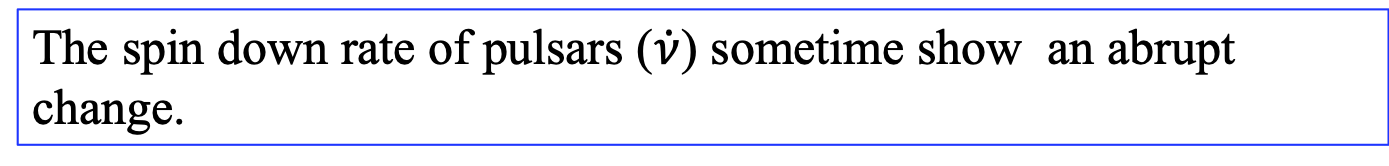 The spin down rate of pulsars (ν̇) sometime show  an abrupt
change.